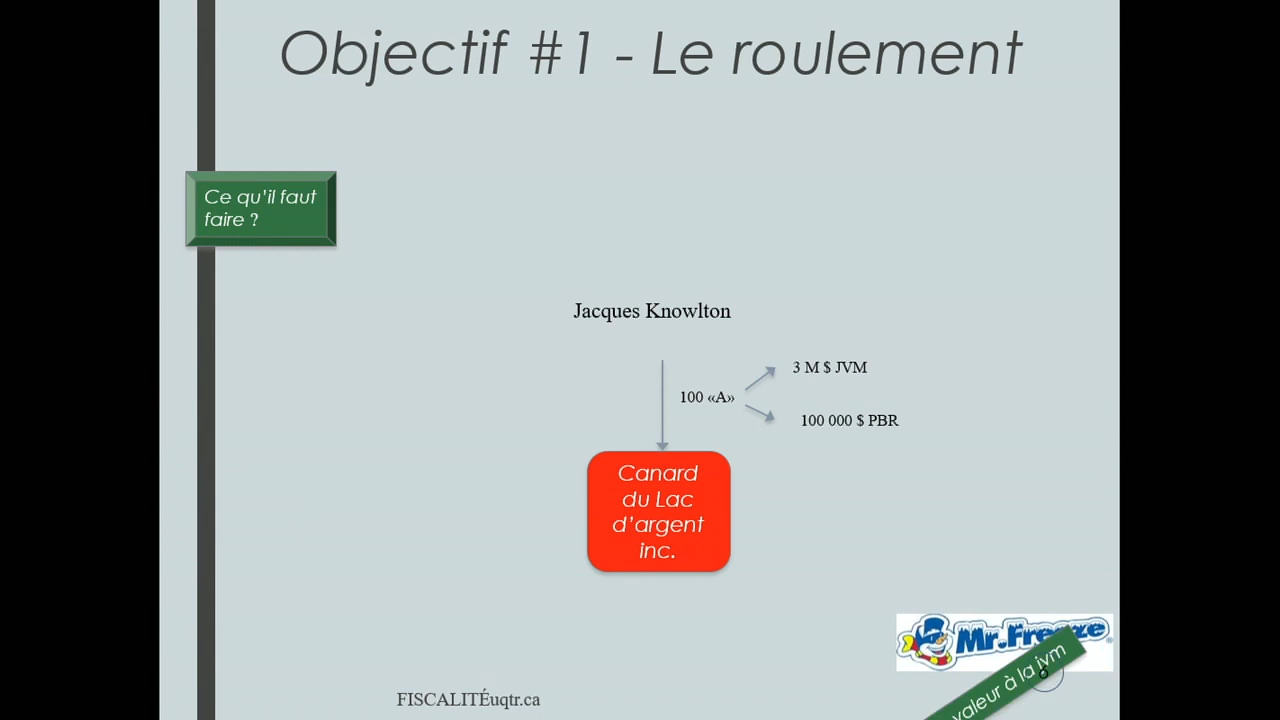 Objectif #1 - Le roulement
Ce qu'il faut
faire ?
Jacques Knowlton
3 M $ JVM
100 «A»
100 000 $ PBR
Canard
du Lac
d'argent
inc.
Mr.Freeze
valeur à la jvm
FISCALITÉuqtr.ca